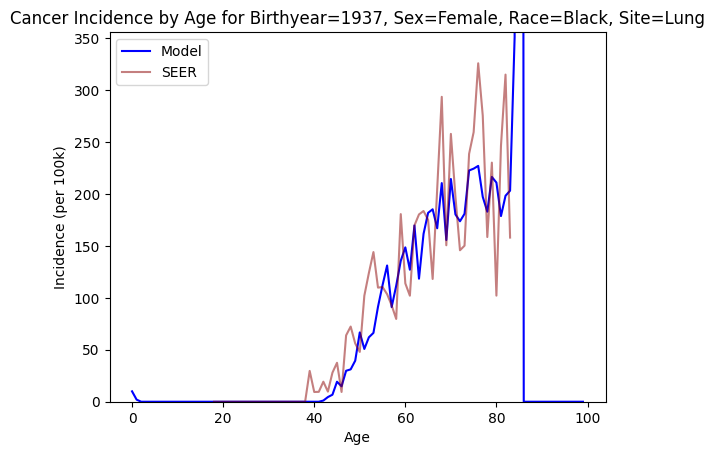 Cancer Incidence by Age for Birthyear=1937, Sex=Female, Race=Black, Site=Lung
Model
SEER
350
300
250
200
150
100
50
0
Incidence (per 100k)
0 20 40 60 80 100
Age